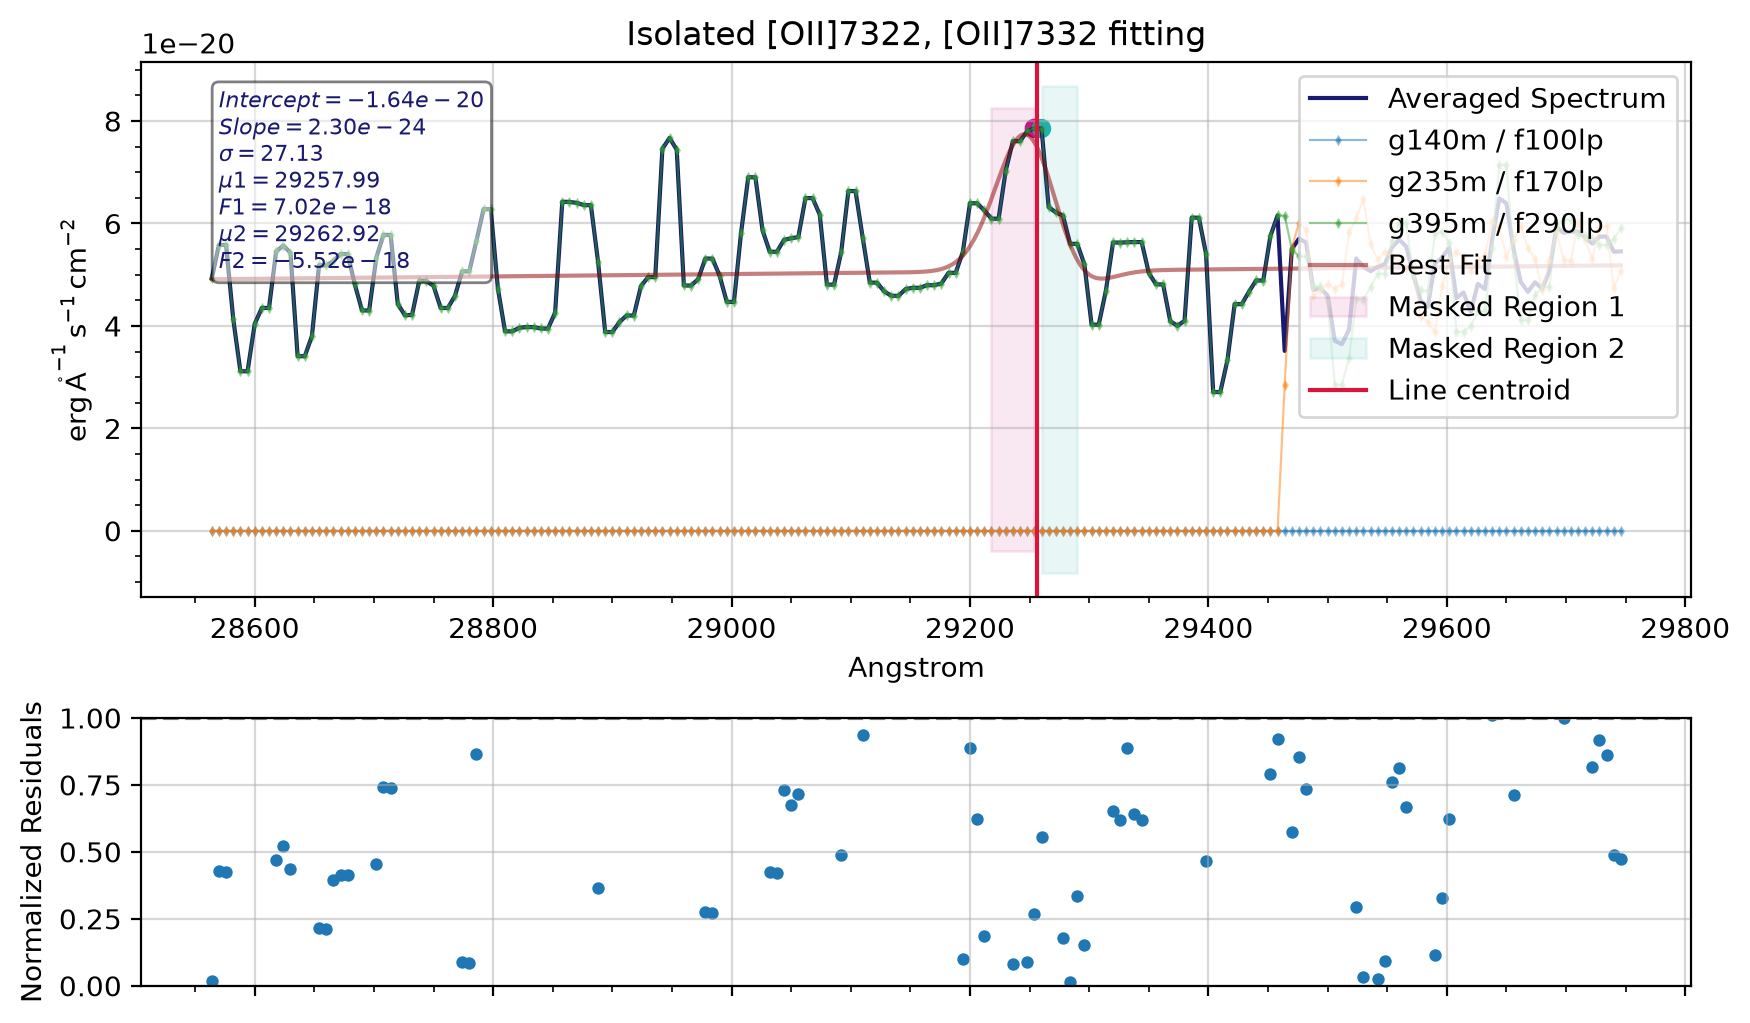 Isolated [OII]7322, [OII]7332 fitting
1e−20
Intercept = −1.64e − 20
Slope = 2.30e − 24
σ = 27.13
μ1 = 29257.99
F1 = 7.02e − 18
μ2 = 29262.92
F2 = −5.52e − 18
Averaged Spectrum
g140m / f100lp
g235m / f170lp
g395m / f290lp
Best Fit
Masked Region 1
Masked Region 2
Line centroid
erg Å⁻¹ s⁻¹ cm⁻²
8
6
4
2
0
28600 28800 29000 29200 29400 29600 29800
Angstrom
Normalized Residuals
1.00
0.75
0.50
0.25
0.00